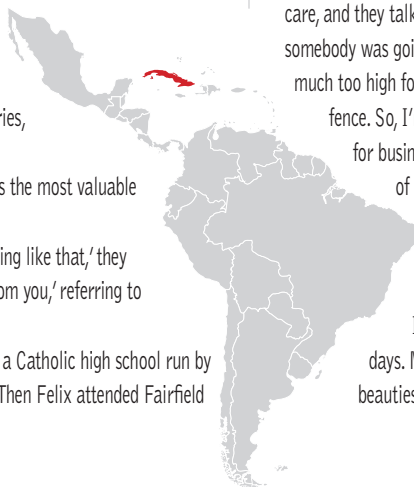 ries,
s the most valuable
ing like that,' they
om you,' referring to
a Catholic high school run by
Then Felix attended Fairfield
care, and they talk
somebody was goi
much too high fo
fence. So, I'
for busin
of
days. M
beauties